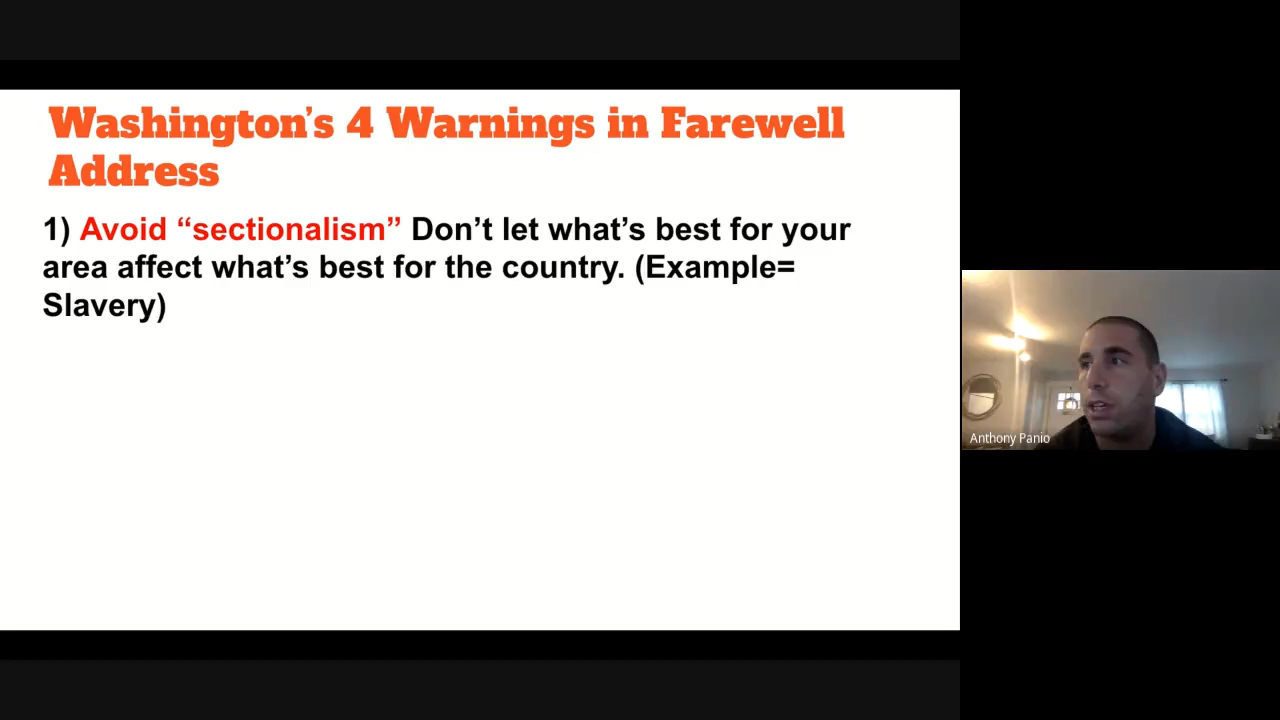 Washington's 4 Warnings in Farewell
Address
1) Avoid “sectionalism” Don’t let what’s best for your
area affect what’s best for the country. (Example=
Slavery)
Anthony Panio